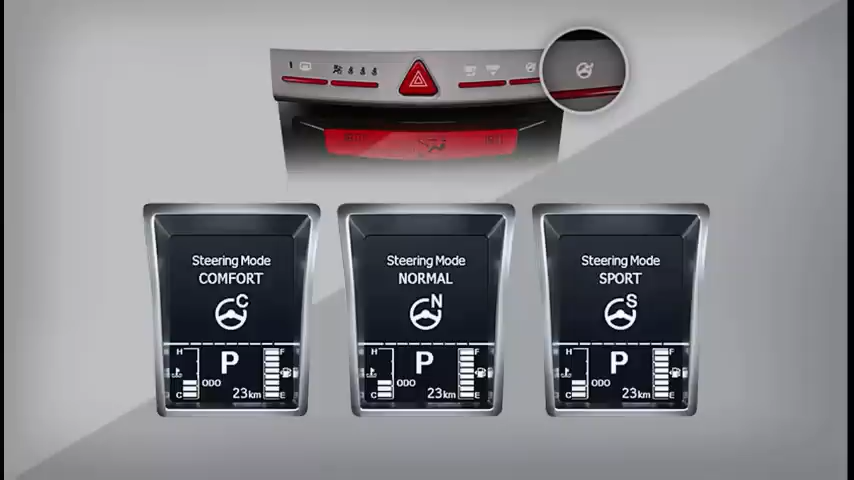 Steering Mode
COMFORT
C
H
F
P
ODO
C
23km
E
Steering Mode
NORMAL
N
H
F
P
ODO
C
23km
E
Steering Mode
SPORT
S
H
F
P
ODO
C
23km
E